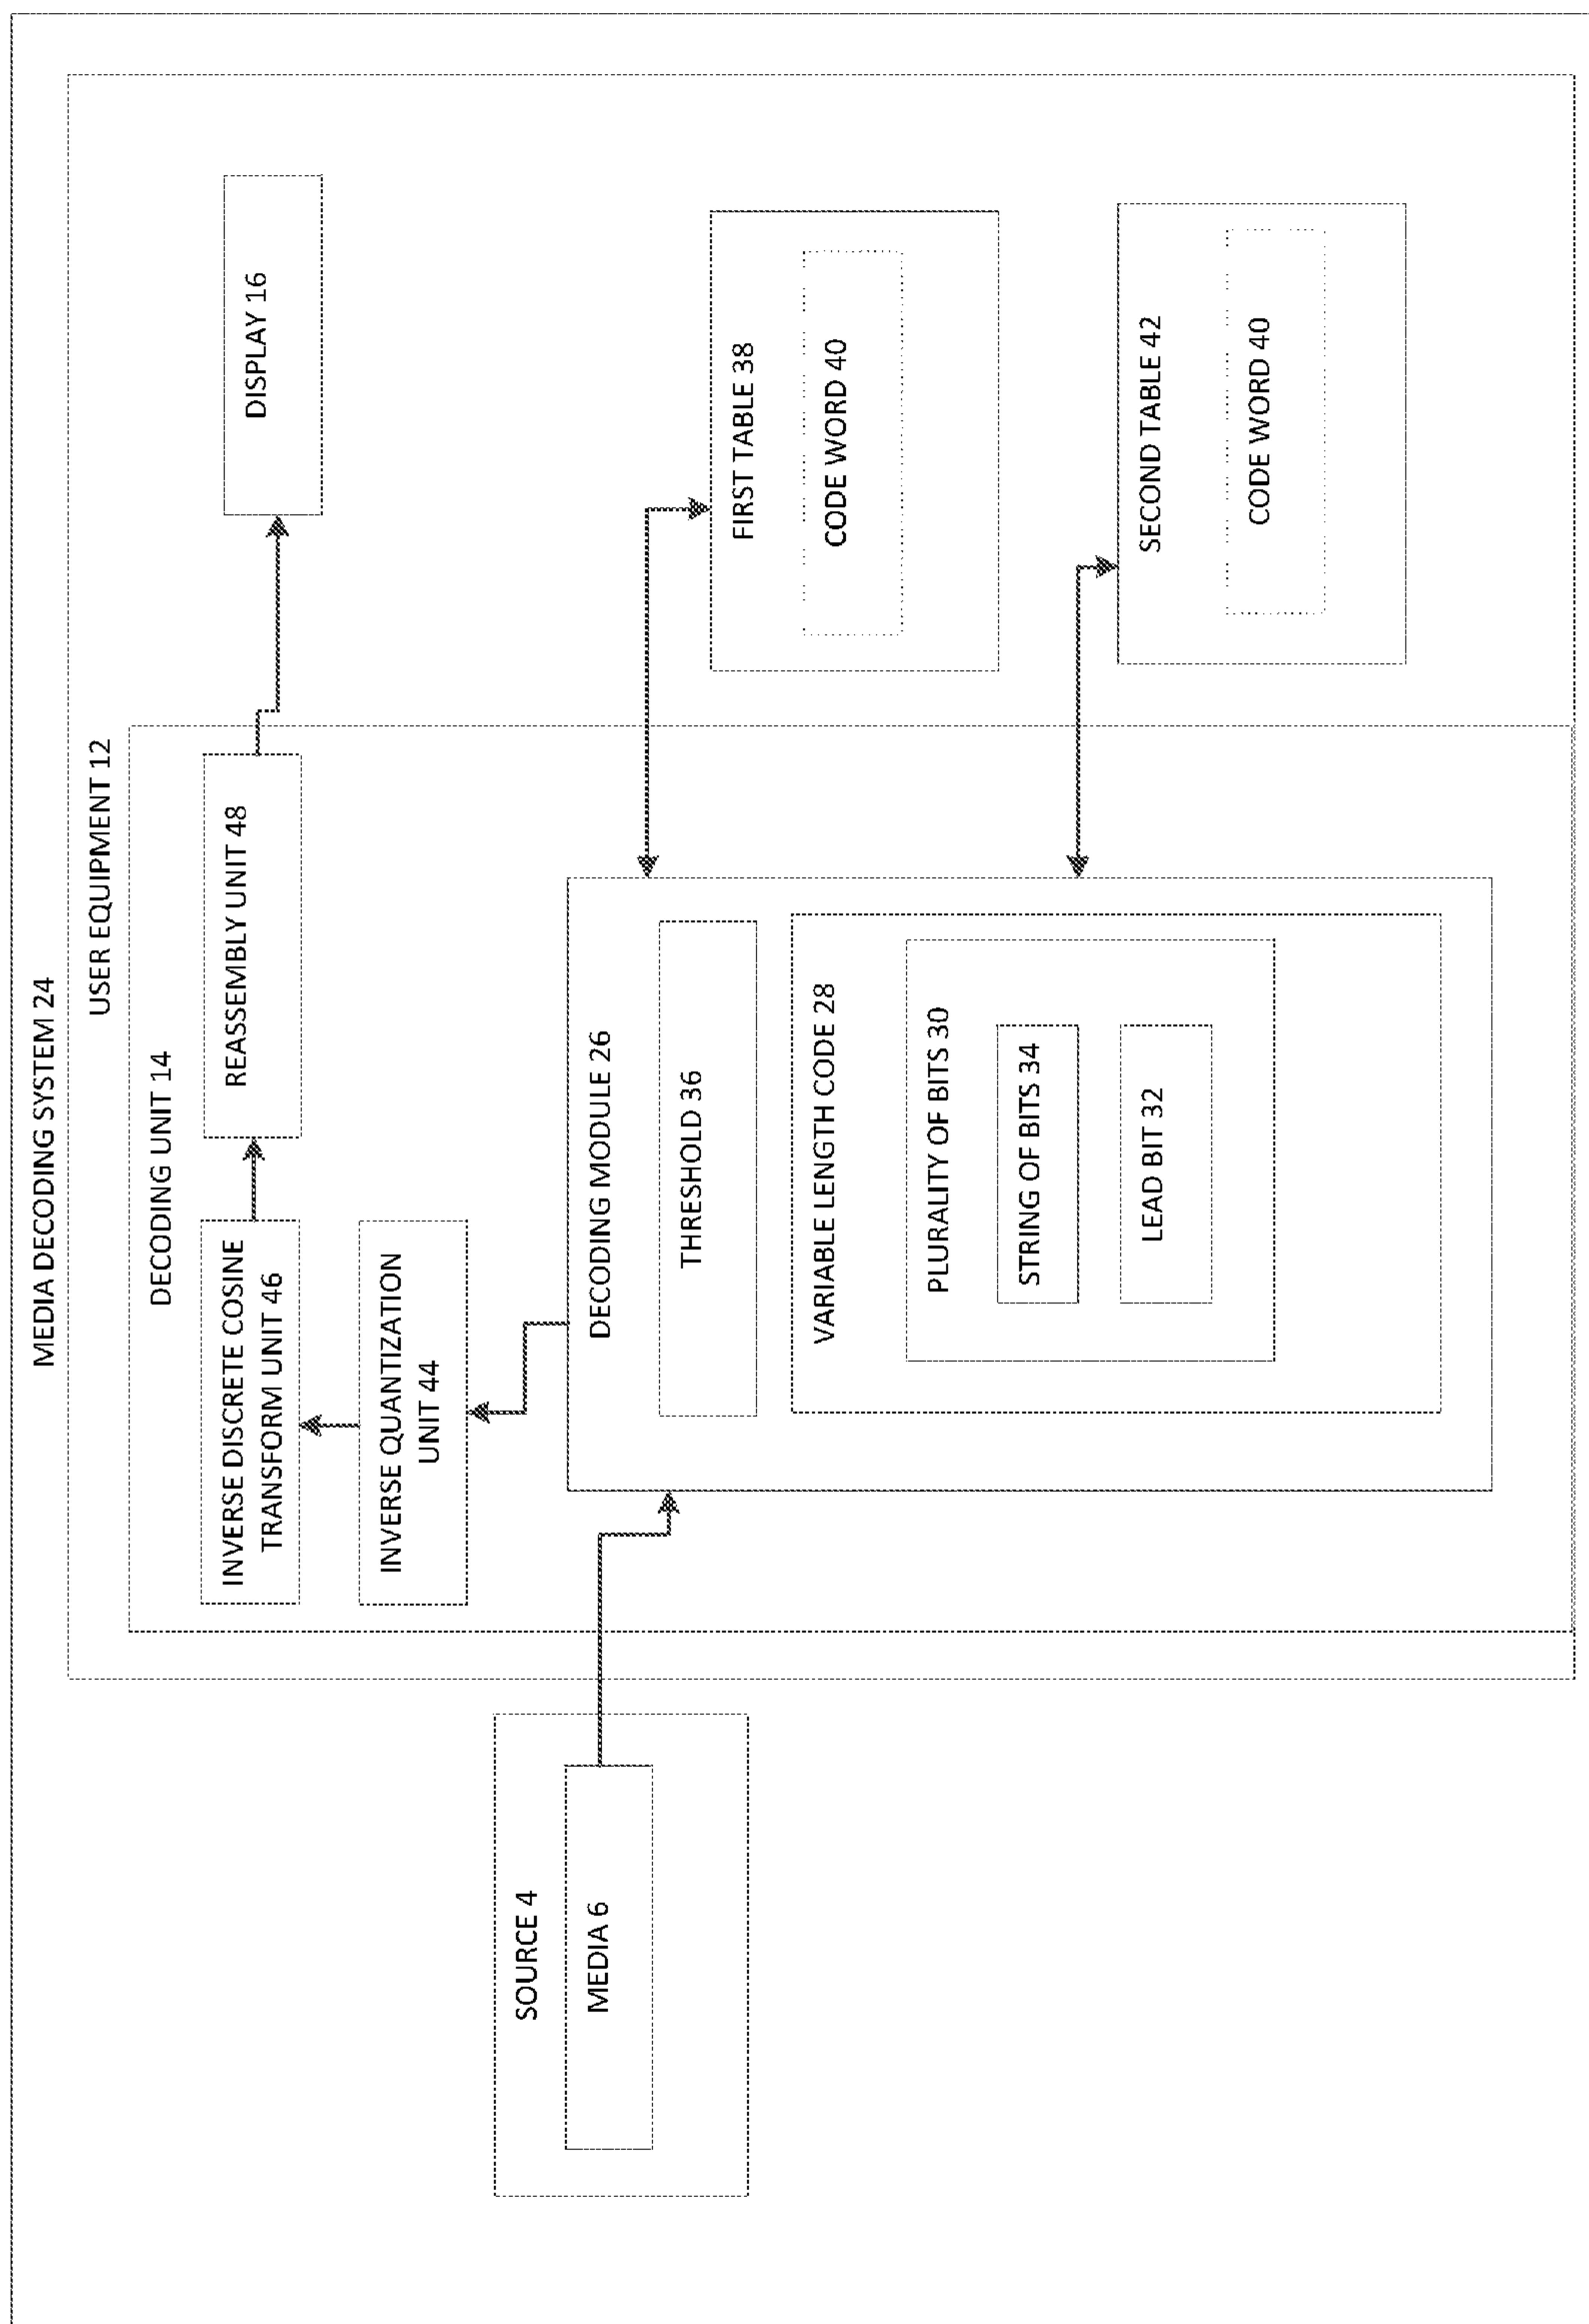 MEDIA DECODING SYSTEM 24
USER EQUIPMENT 12
DECODING UNIT 14
INVERSE DISCRETE COSINE
TRANSFORM UNIT 46
REASSEMBLY UNIT 48
DISPLAY 16
INVERSE QUANTIZATION
UNIT 44
SOURCE 4
MEDIA 6
DECODING MODULE 26
THRESHOLD 36
VARIABLE LENGTH CODE 28
PLURALITY OF BITS 30
STRING OF BITS 34
LEAD BIT 32
FIRST TABLE 38
CODE WORD 40
SECOND TABLE 42
CODE WORD 40